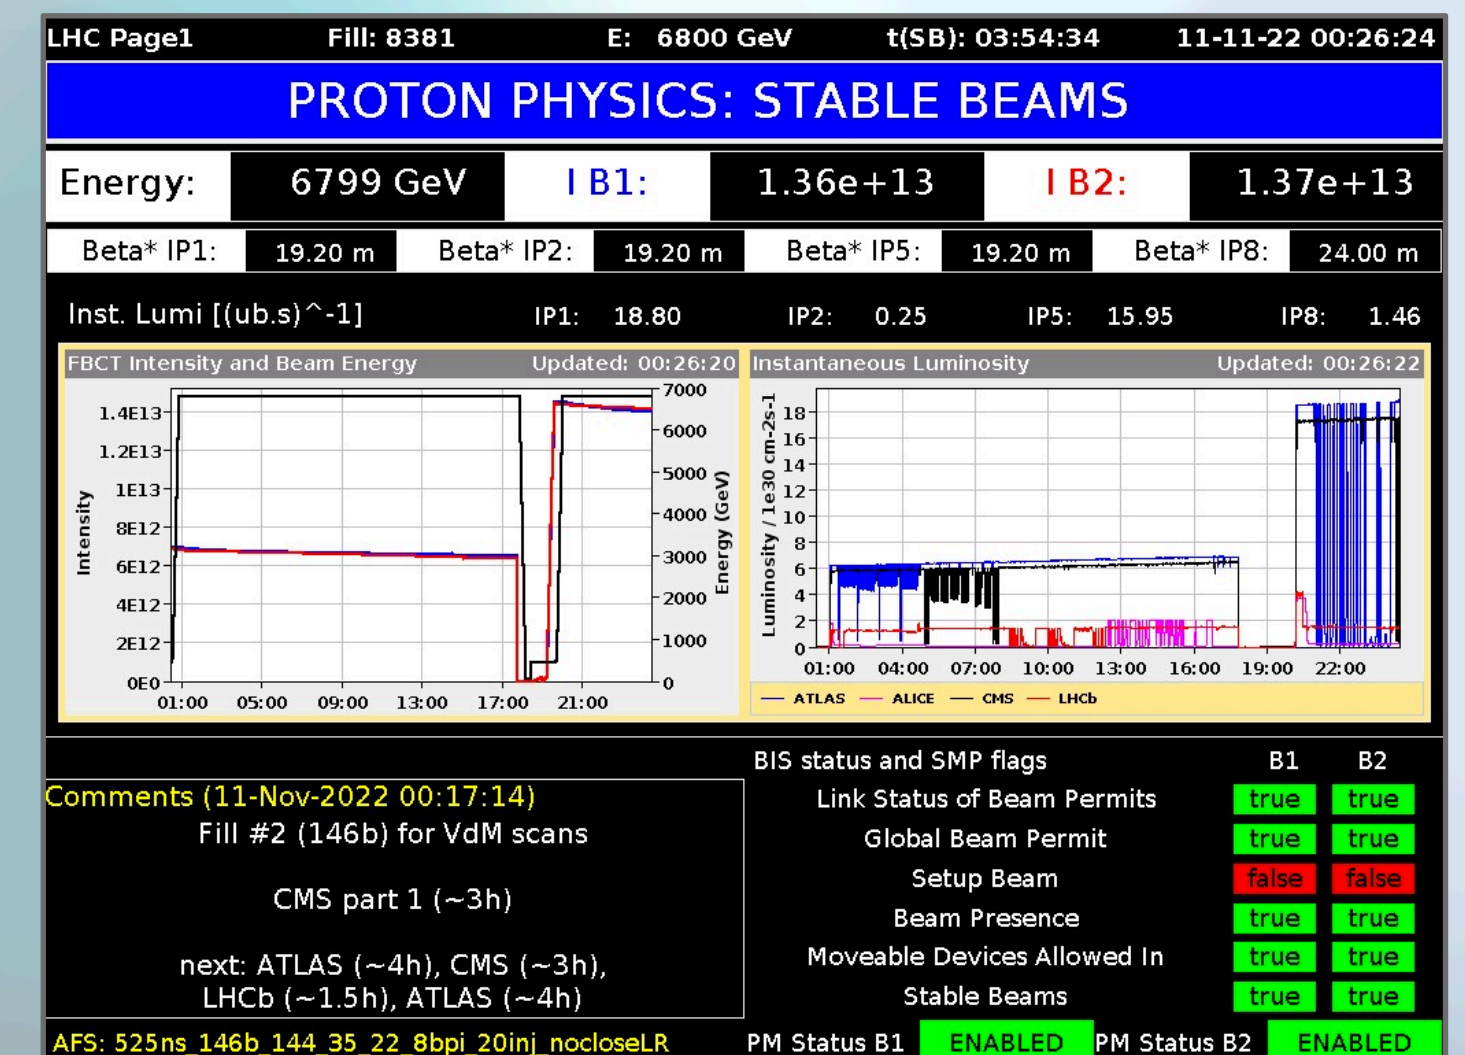 LHC Page1 Fill: 8381 E: 6800 GeV t(SB): 03:54:34 11-11-22 00:26:24
PROTON PHYSICS: STABLE BEAMS
Energy: 6799 GeV I B1: 1.36e+13 I B2: 1.37e+13
Beta* IP1: 19.20 m Beta* IP2: 19.20 m Beta* IP5: 19.20 m Beta* IP8: 24.00 m
Inst. Lumi [(ub.s)^-1] IP1: 18.80 IP2: 0.25 IP5: 15.95 IP8: 1.46
FBCT Intensity and Beam Energy Updated: 00:26:20
Intensity
1.4E13
1.2E13
1E13
8E12
6E12
4E12
2E12
0E0
7000
6000
5000
4000
3000
2000
1000
0
Energy (GeV)
01:00 05:00 09:00 13:00 17:00 21:00
Instantaneous Luminosity Updated: 00:26:22
Luminosity / 1e30 cm-2s-1
18
16
14
12
10
8
6
4
2
0
01:00 04:00 07:00 10:00 13:00 16:00 19:00 22:00
ATLAS ALICE CMS LHCb
Comments (11-Nov-2022 00:17:14)
Fill #2 (146b) for VdM scans
CMS part 1 (~3h)
next: ATLAS (~4h), CMS (~3h),
LHCb (~1.5h), ATLAS (~4h)
BIS status and SMP flags B1 B2
Link Status of Beam Permits true true
Global Beam Permit true true
Setup Beam false false
Beam Presence true true
Moveable Devices Allowed In true true
Stable Beams true true
AFS: 525ns_146b_144_35_22_8bpi_20inj_nocloseLR
PM Status B1 ENABLED PM Status B2 ENABLED